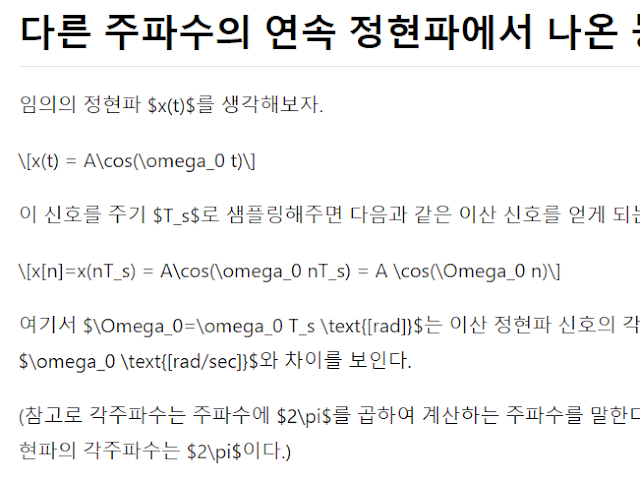 다른 주파수의 연속 정현파에서 나온
임의의 정현파 $x(t)$를 생각해보자.
\[x(t) = A\cos(\omega_0 t)\]
이 신호를 주기 $T_s$로 샘플링해주면 다음과 같은 이산 신호를 얻게 되는
\[x[n]=x(nT_s) = A\cos(\omega_0 nT_s) = A \cos(\Omega_0 n)\]
여기서 $\Omega_0=\omega_0 T_s \text{[rad]}$는 이산 정현파 신호의 각
$\omega_0 \text{[rad/sec]}$와 차이를 보인다.
(참고로 각주파수는 주파수에 $2\pi$를 곱하여 계산하는 주파수를 말한다
현파의 각주파수는 $2\pi$이다.)